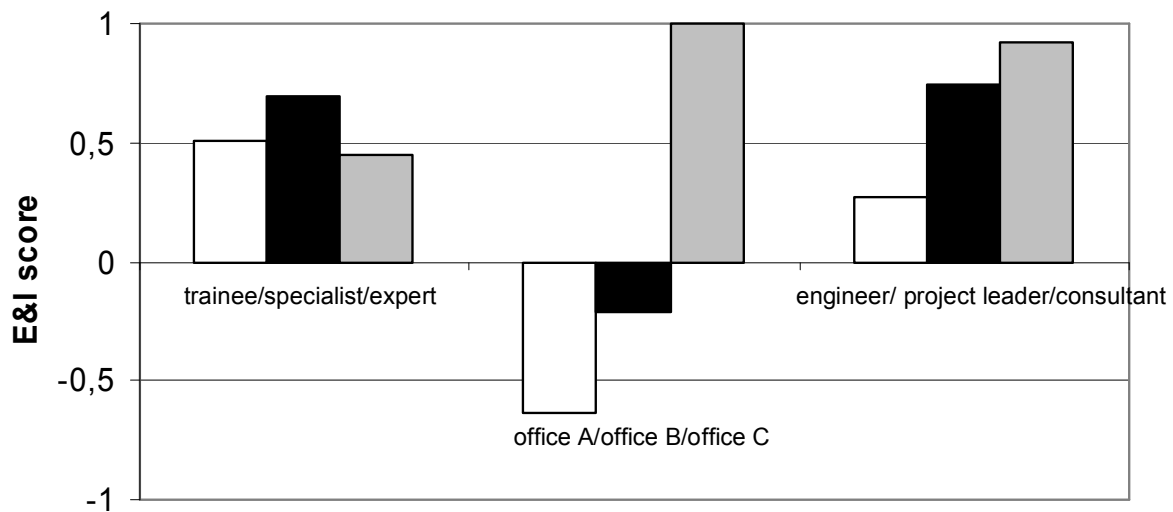 1
0,5
0
-0,5
-1
E&I score
trainee/specialist/expert
engineer/ project leader/consultant
office A/office B/office C